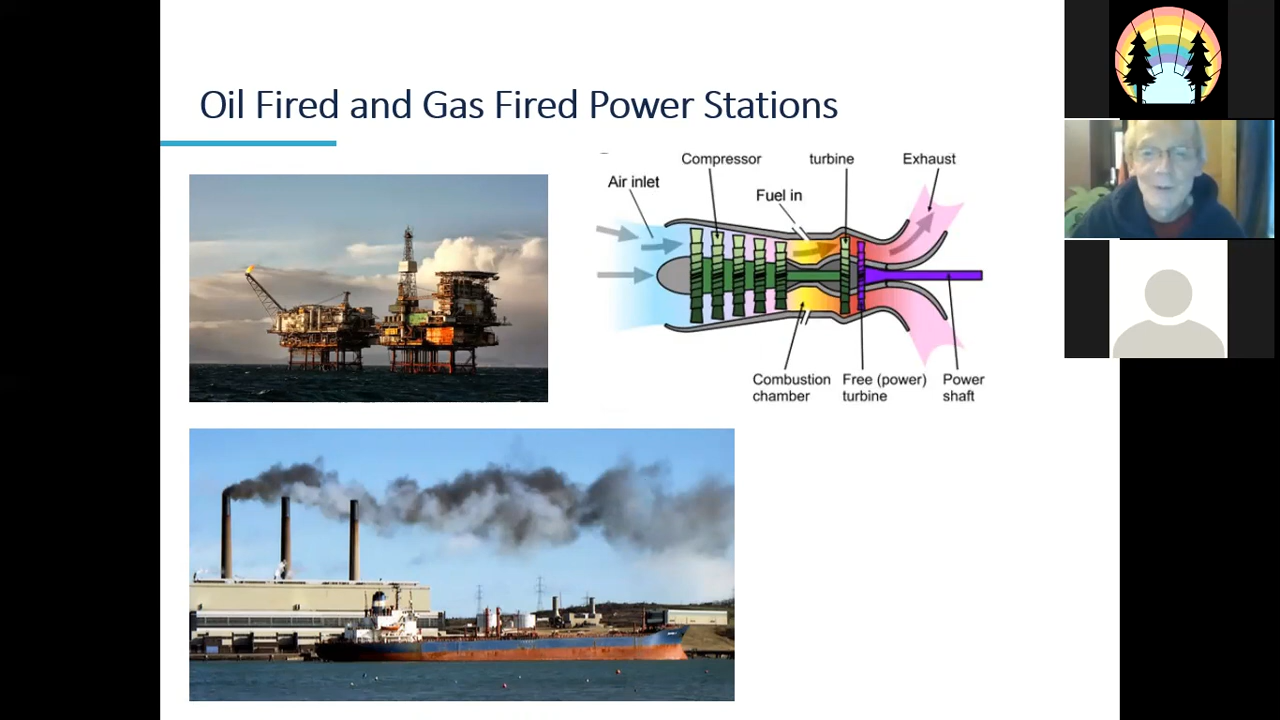 Oil Fired and Gas Fired Power Stations
Compressor
turbine
Exhaust
Air inlet
Fuel in
Combustion
chamber
Free (power)
turbine
Power
shaft